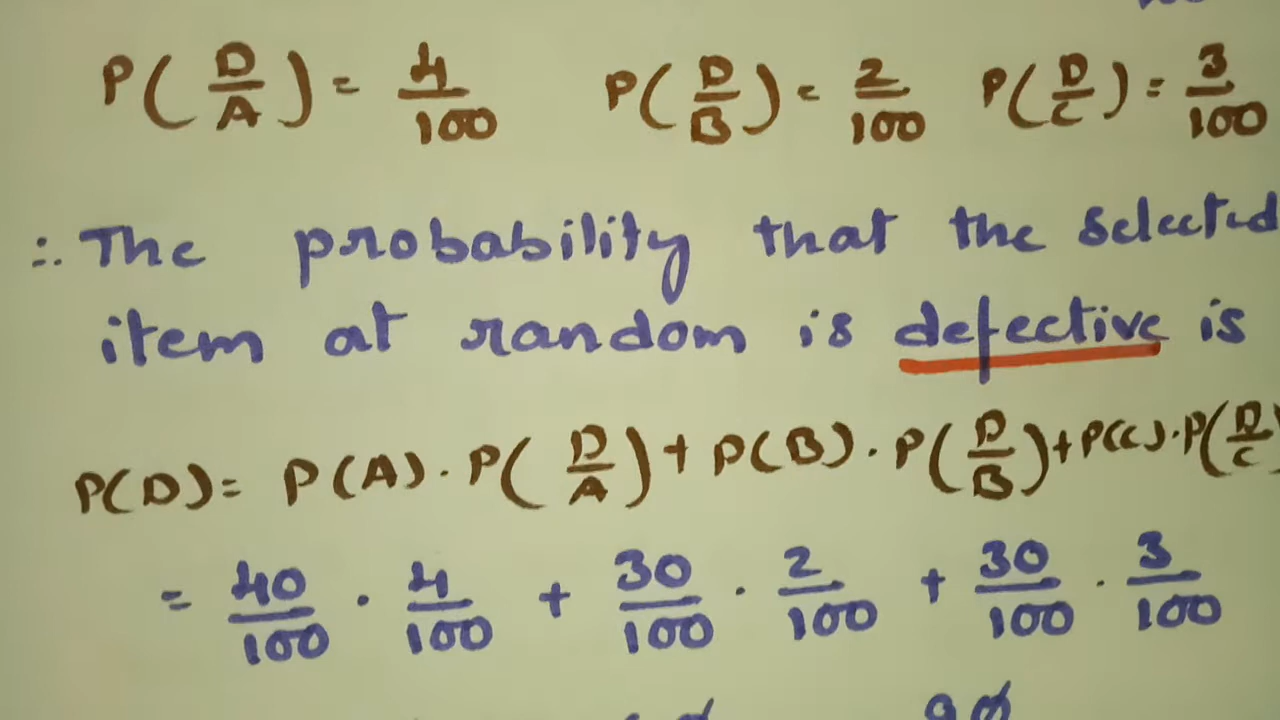 P(D/A) = 4/100 P(D/B) = 2/100 P(D/C) = 3/100
∴ The probability that the selected
item at random is defective is
P(D) = P(A) · P(D/A) + P(B) · P(D/B) + P(C) · P(D/C)
= 40/100 · 4/100 + 30/100 · 2/100 + 30/100 · 3/100